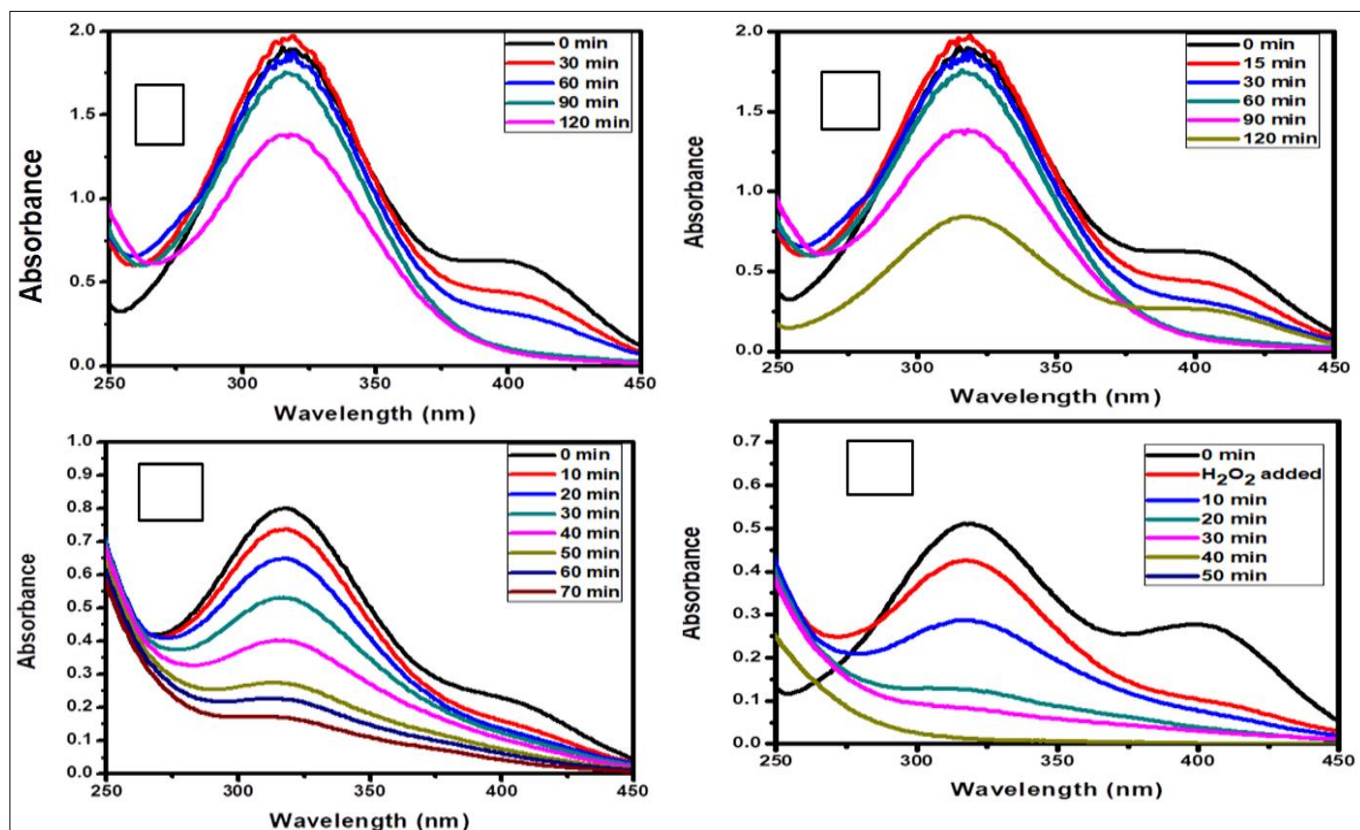 2.0
1.5
1.0
0.5
0.0
250
300
350
400
450
Absorbance
Wavelength (nm)
0 min
30 min
60 min
90 min
120 min
2.0
1.5
1.0
0.5
0.0
250
300
350
400
450
Absorbance
Wavelength (nm)
0 min
15 min
30 min
60 min
90 min
120 min
1.0
0.9
0.8
0.7
0.6
0.5
0.4
0.3
0.2
0.1
0.0
250
300
350
400
450
Absorbance
Wavelength (nm)
0 min
10 min
20 min
30 min
40 min
50 min
60 min
70 min
0.7
0.6
0.5
0.4
0.3
0.2
0.1
0.0
250
300
350
400
450
Absorbance
Wavelength (nm)
0 min
H₂O₂ added
10 min
20 min
30 min
40 min
50 min